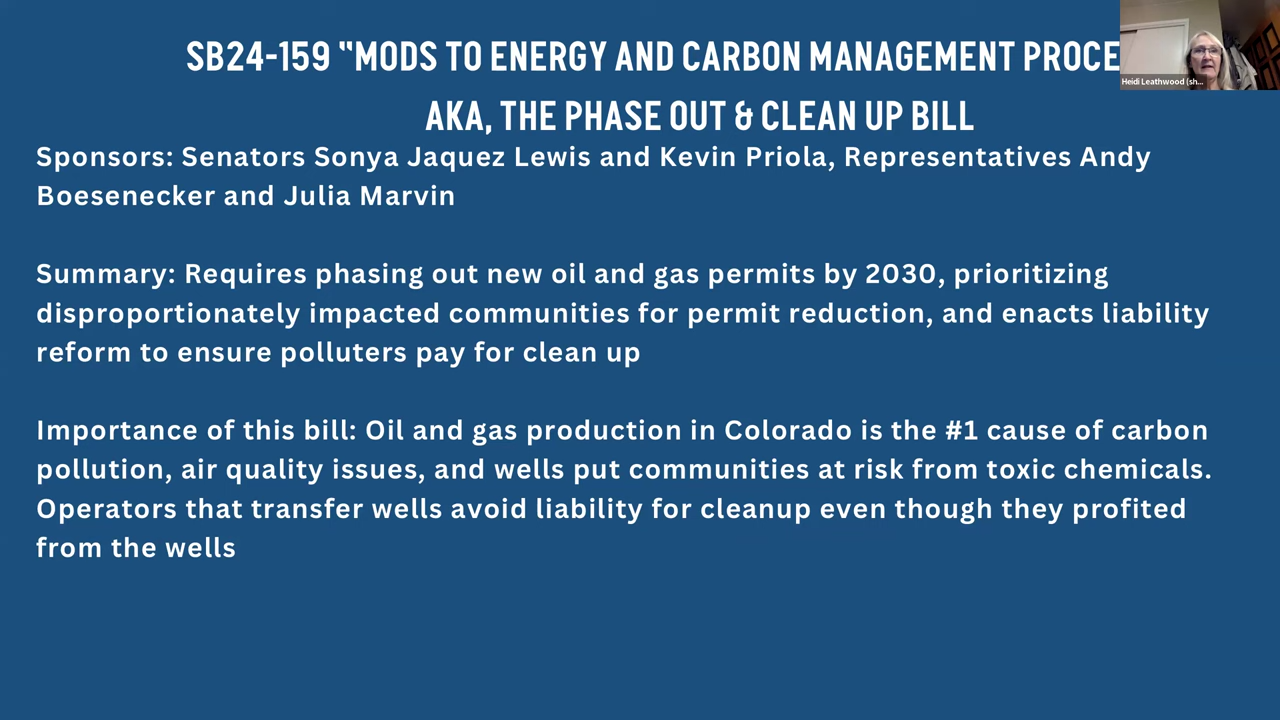 SB24-159 “MODS TO ENERGY AND CARBON MANAGEMENT PROCE
Heidi Leathwood (sh...
AKA, THE PHASE OUT & CLEAN UP BILL
Sponsors: Senators Sonya Jaquez Lewis and Kevin Priola, Representatives Andy
Boesenecker and Julia Marvin
Summary: Requires phasing out new oil and gas permits by 2030, prioritizing
disproportionately impacted communities for permit reduction, and enacts liability
reform to ensure polluters pay for clean up
Importance of this bill: Oil and gas production in Colorado is the #1 cause of carbon
pollution, air quality issues, and wells put communities at risk from toxic chemicals.
Operators that transfer wells avoid liability for cleanup even though they profited
from the wells